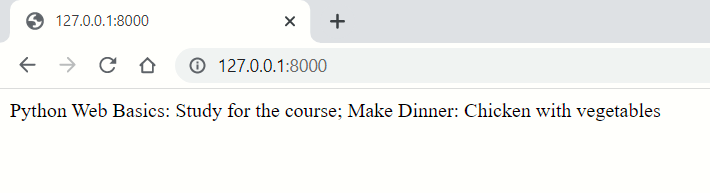 127.0.0.1:8000
127.0.0.1:8000
Python Web Basics: Study for the course; Make Dinner: Chicken with vegetables